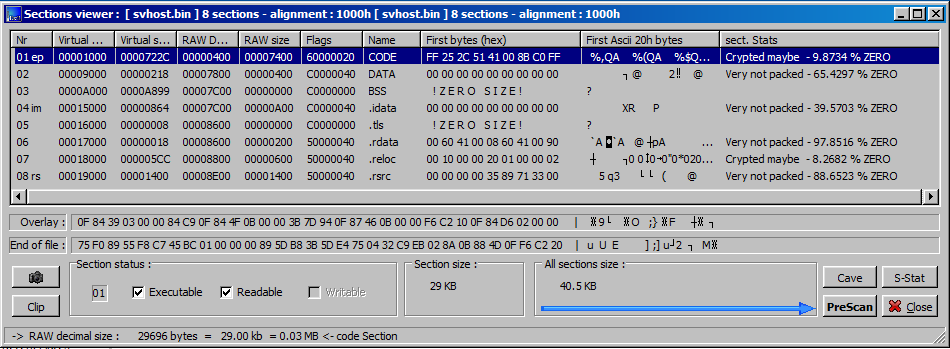 Sections viewer : [ svhost.bin ] 8 sections - alignment : 1000h [ svhost.bin ] 8 sections - alignment : 1000h
Nr Virtual ... Virtual s... RAW D... RAW size Flags Name First bytes (hex) First Ascii 20h bytes sect. Stats
01 ep 00001000 0000722C 00000400 00007400 60000020 CODE FF 25 2C 51 41 00 8B C0 FF %,QA %(QA %$Q... Crypted maybe - 9.8734 % ZERO
02 00009000 00000218 00007800 00000400 C0000040 DATA 00 00 00 00 00 00 00 00 00 ┐ @ 2‼ @ Very not packed - 65.4297 % ZERO
03 0000A000 0000A899 00007C00 00000000 C0000000 BSS ! Z E R O S I Z E ! ?
04 im 00015000 00000864 00007C00 00000A00 C0000040 .idata 00 00 00 00 00 00 00 00 00 XR P Very not packed - 39.5703 % ZERO
05 00016000 00000008 00008600 00000000 C0000000 .tls ! Z E R O S I Z E ! ?
06 00017000 00000018 00008600 00000200 50000040 .rdata 00 60 41 00 08 60 41 00 90 `A ◘`A @ ╪pA ... Very not packed - 97.8516 % ZERO
07 00018000 000005CC 00008800 00000600 50000040 .reloc 00 10 00 00 20 01 00 00 02 Crypted maybe - 8.2682 % ZERO
08 rs 00019000 00001400 00008E00 00001400 50000040 .rsrc 00 00 00 00 00 35 89 71 33 00 5 q3 └ └ ( @ Very not packed - 88.6523 % ZERO
Overlay : 0F 84 39 03 00 00 84 C9 0F 84 4F 0B 00 00 3B 7D 94 0F 87 46 0B 00 00 F6 C2 10 0F 84 D6 02 00 00 |
End of file : 75 F0 89 55 F8 C7 45 BC 01 00 00 00 89 5D B8 3B 5D E4 75 04 32 C9 EB 02 8A 0B 88 4D 0F F6 C2 20 |
Section status :
01 Executable Readable Writable
Section size :
29 KB
All sections size :
40.5 KB
Clip
Cave S-Stat
PreScan Close
-> RAW decimal size : 29696 bytes = 29.00 kb = 0.03 MB <- code Section